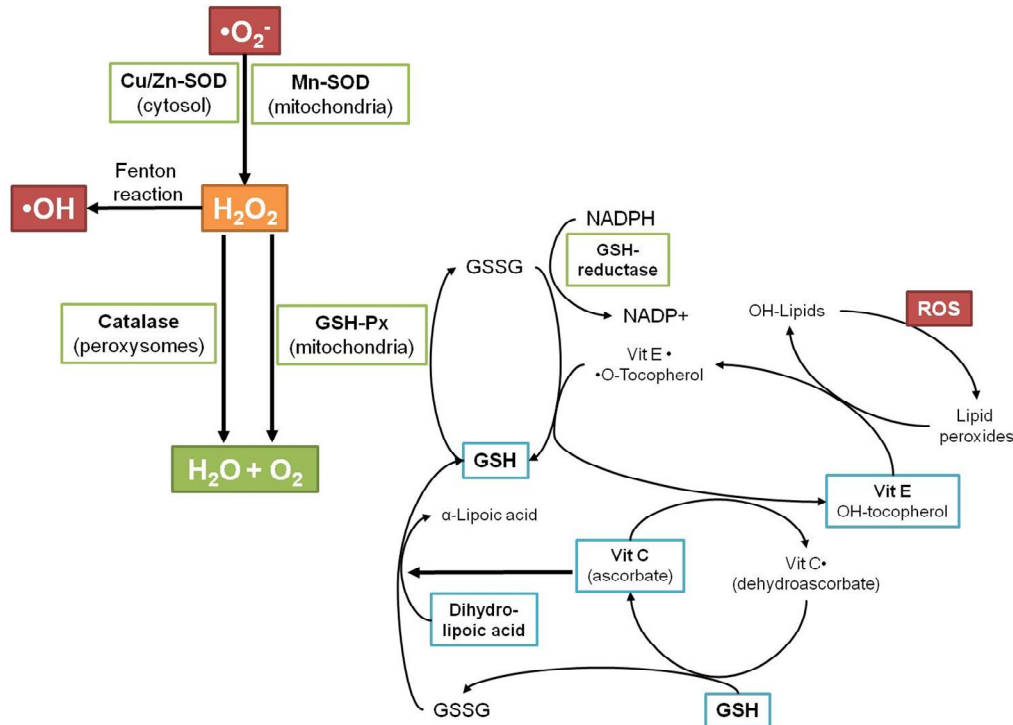 •O₂⁻
Cu/Zn-SOD
(cytosol)
Mn-SOD
(mitochondria)
Fenton
reaction
•OH
H₂O₂
NADPH
GSH-
reductase
GSSG
NADP+
Catalase
(peroxysomes)
GSH-Px
(mitochondria)
OH-Lipids
ROS
Vit E •
•O-Tocopherol
Lipid
peroxides
H₂O + O₂
GSH
Vit E
OH-tocopherol
α-Lipoic acid
Vit C
(ascorbate)
Vit C•
(dehydroascorbate)
Dihydro-
lipoic acid
GSSG
GSH